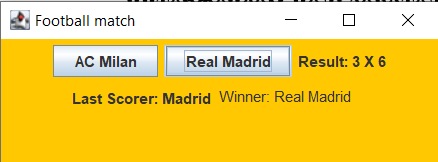 Football match
AC Milan Real Madrid Result: 3 X 6
Last Scorer: Madrid Winner: Real Madrid